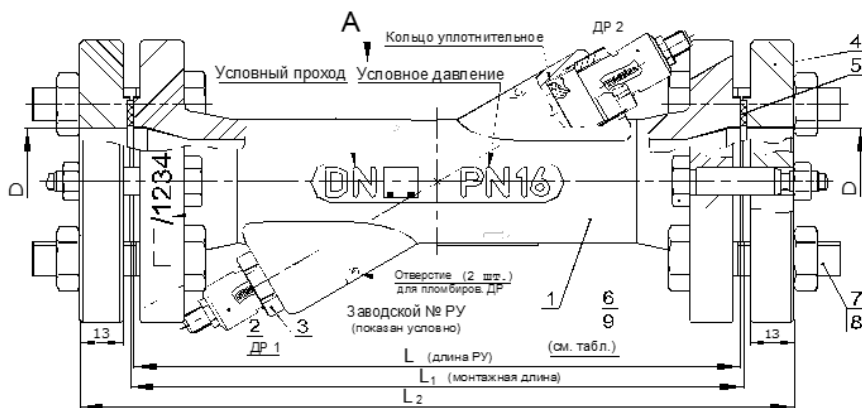 А
Кольцо уплотнительное
ДР 2
4
5
Условный проход
Условное давление
D
D
DN
PN16
/1234
Отверстие (2 шт.)
для пломбиров. ДР
1
6
9
(см. табл.)
7
8
Заводской № РУ
(показан условно)
2
3
ДР 1
13
13
L (длина РУ)
L1 (монтажная длина)
L2